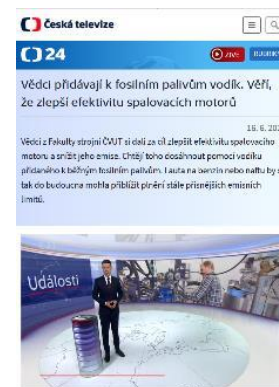 Česká televize
24
ŽIVĚ
RUBRIKY
Vědci přidávají k fosilním palivům vodík. Věří,
že zlepší efektivitu spalovacích motorů
16. 6. 20
Vědci z Fakulty strojní ČVUT si dali za cíl zlepšit efektivitu spalovacího
motoru a snížit jeho emise. Chtějí toho dosáhnout pomocí vodíku
přidaného k běžným fosilním palivům. I auta na benzin nebo naftu by s
tak do budoucna mohla přiblížit plnění stále přísnějších emisních
limitů.
Události